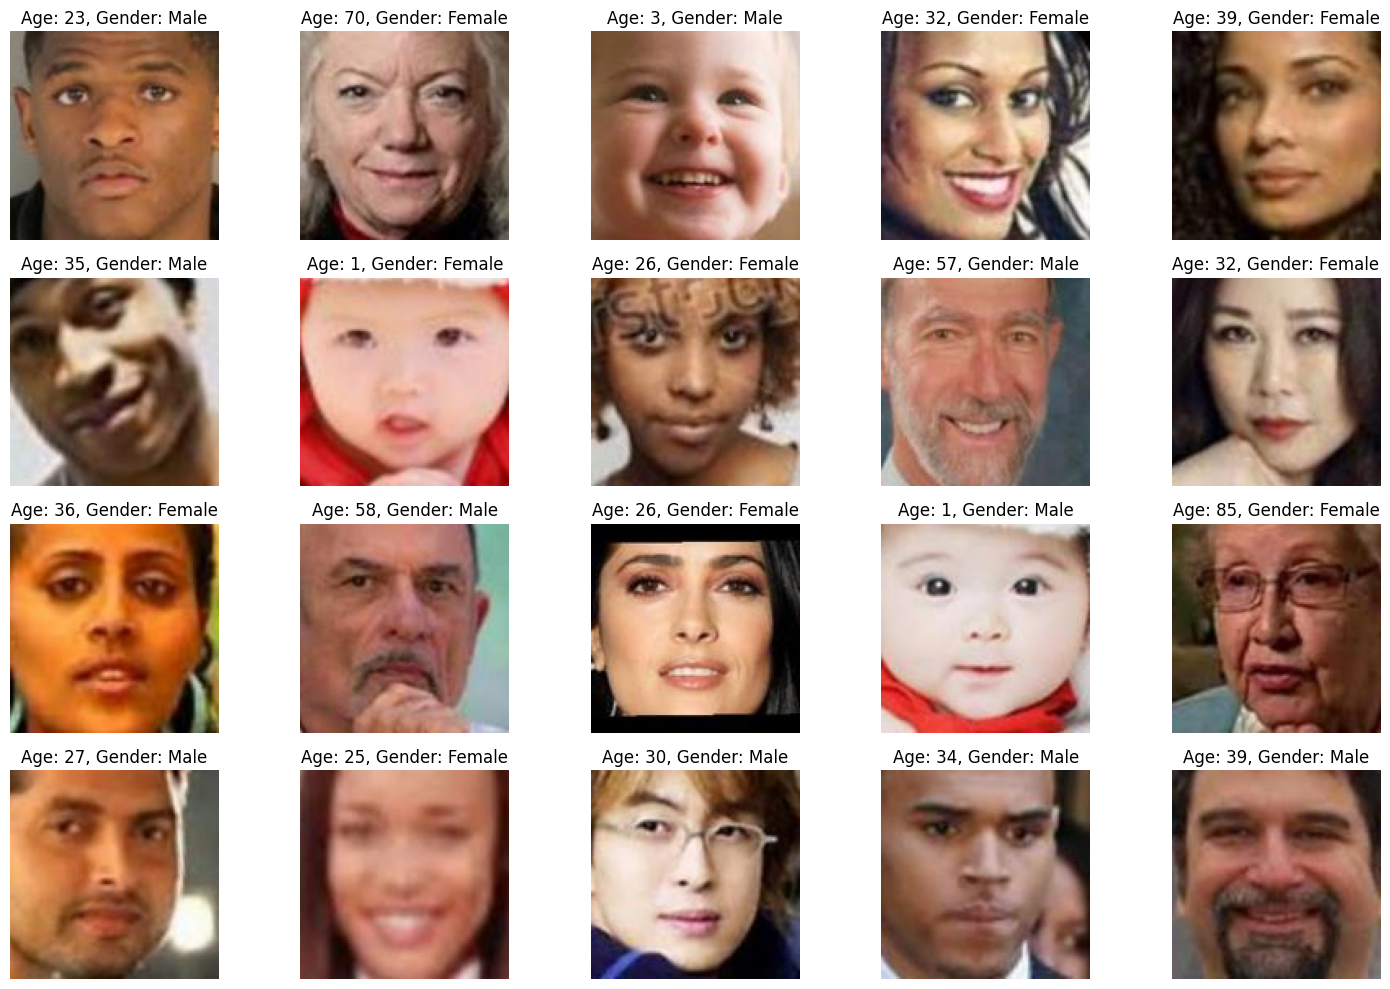 Age: 23, Gender: Male
Age: 70, Gender: Female
Age: 3, Gender: Male
Age: 32, Gender: Female
Age: 39, Gender: Female
Age: 35, Gender: Male
Age: 1, Gender: Female
Age: 26, Gender: Female
Age: 57, Gender: Male
Age: 32, Gender: Female
Age: 36, Gender: Female
Age: 58, Gender: Male
Age: 26, Gender: Female
Age: 1, Gender: Male
Age: 85, Gender: Female
Age: 27, Gender: Male
Age: 25, Gender: Female
Age: 30, Gender: Male
Age: 34, Gender: Male
Age: 39, Gender: Male